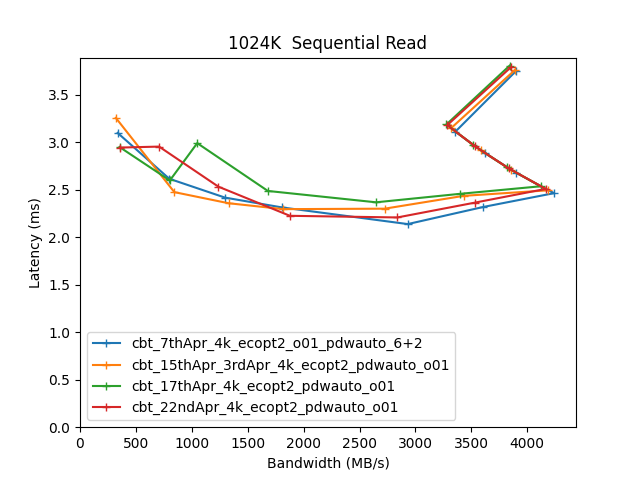 1024K  Sequential Read
Latency (ms)
3.5
3.0
2.5
2.0
1.5
1.0
0.5
0.0
cbt_7thApr_4k_ecopt2_o01_pdwauto_6+2
cbt_15thApr_3rdApr_4k_ecopt2_pdwauto_o01
cbt_17thApr_4k_ecopt2_pdwauto_o01
cbt_22ndApr_4k_ecopt2_pdwauto_o01
0 500 1000 1500 2000 2500 3000 3500 4000
Bandwidth (MB/s)